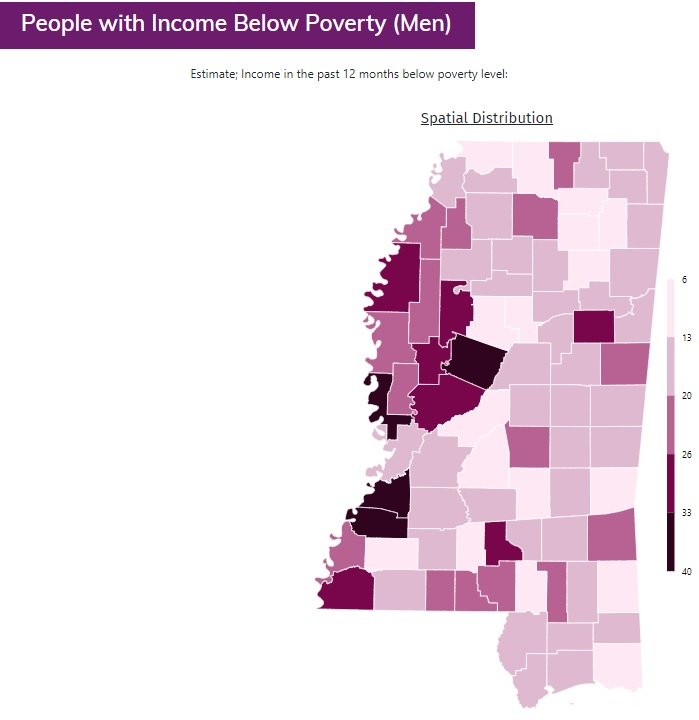 People with Income Below Poverty (Men)
Estimate; Income in the past 12 months below poverty level:
Spatial Distribution
6
13
20
26
33
40